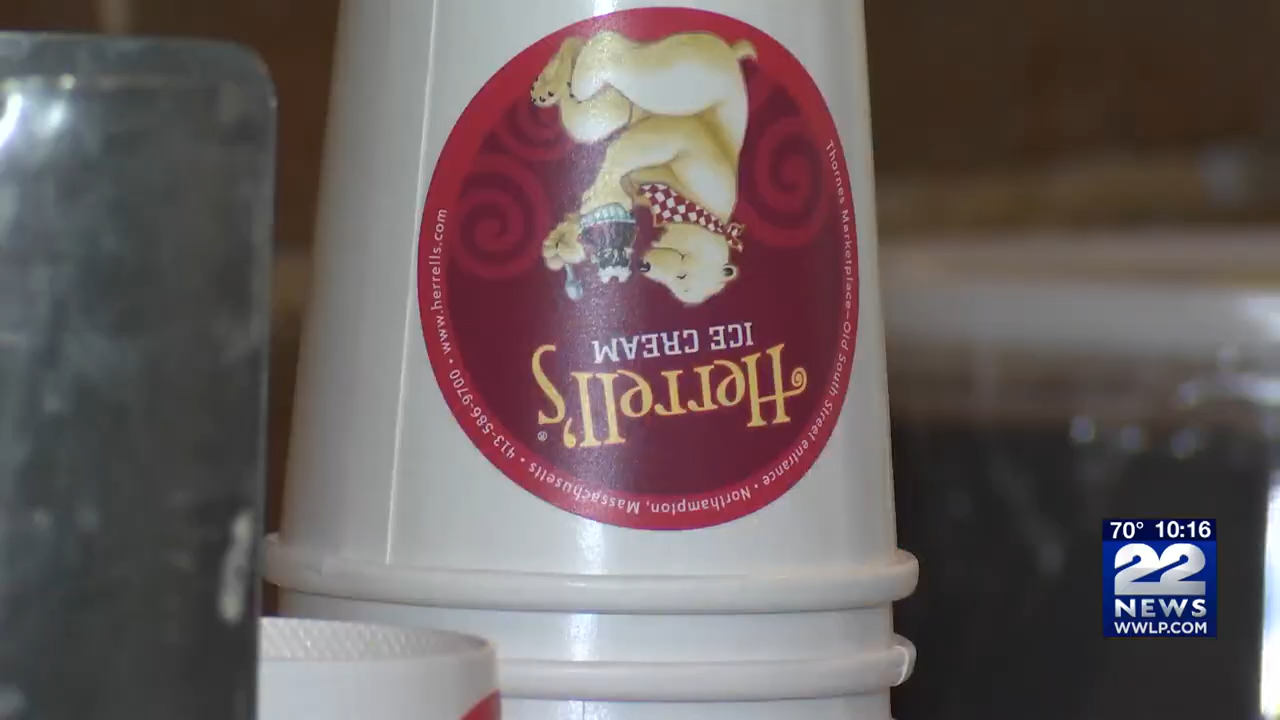 Herrell's®
ICE CREAM
Thornes Marketplace—Old South Street entrance • Northampton, Massachusetts • 413-586-9700 • www.herrells.com
70° 10:16
22
NEWS
WWLP.COM